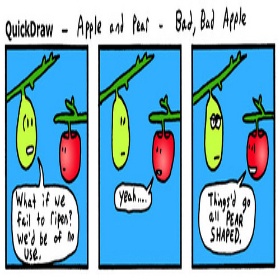 QuickDraw - Apple and Pear - Bad, Bad Apple
What if we
fail to ripen?
We'd be of no
use.
yeah....
Things'd go
all PEAR
SHAPED.